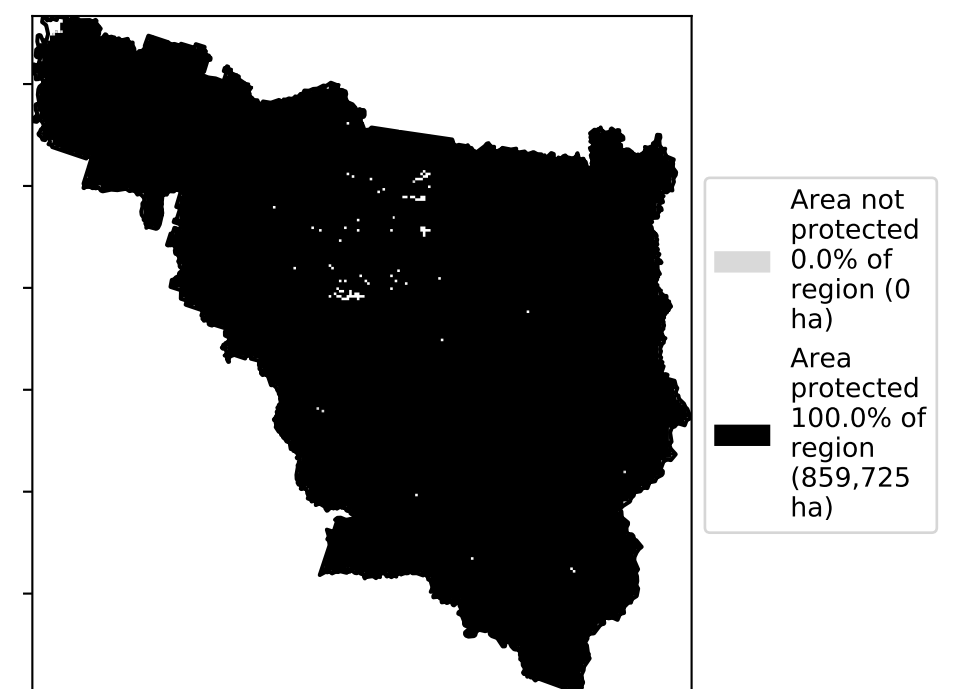 Area not
protected
0.0% of
region (0
ha)
Area
protected
100.0% of
region
(859,725
ha)